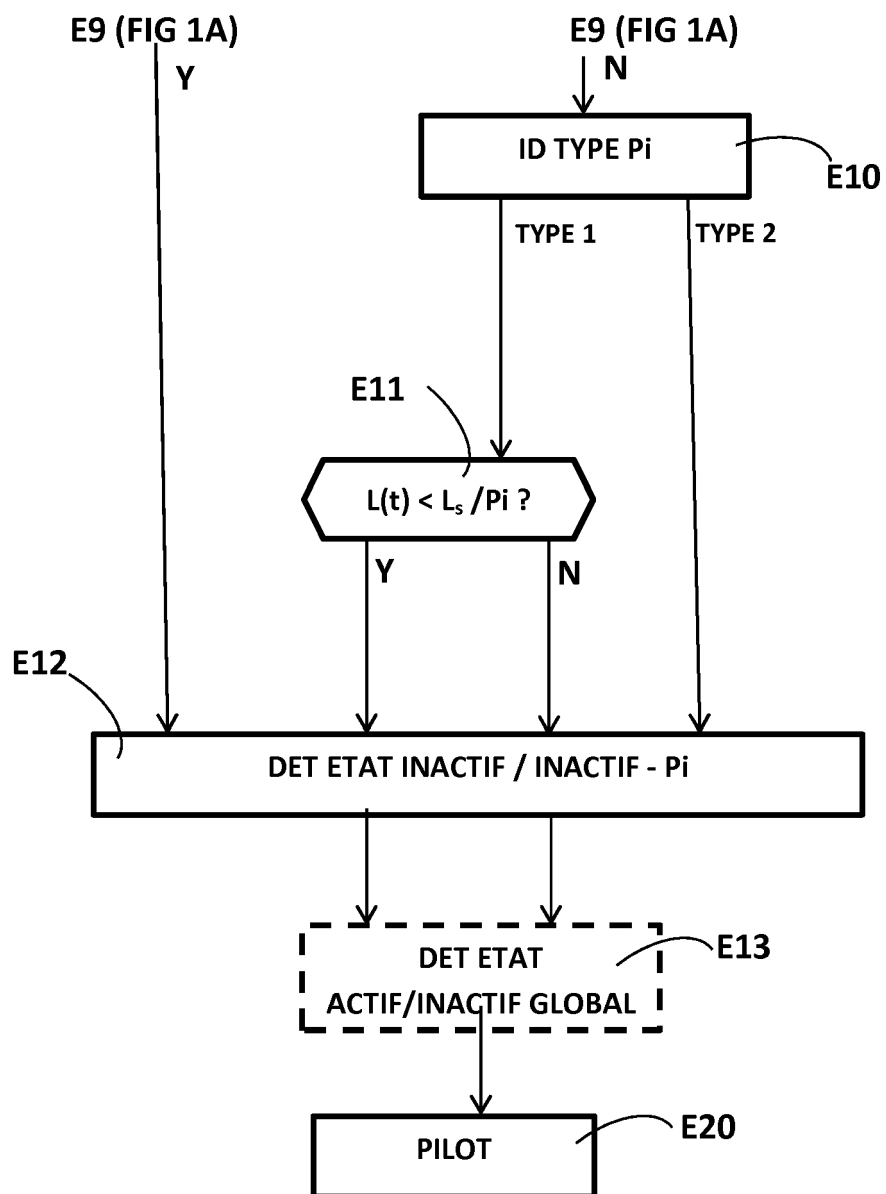 E9 (FIG 1A)
E9 (FIG 1A)
Y
N
ID TYPE Pi
E10
TYPE 1
TYPE 2
E11
L(t) < Ls /Pi ?
Y
N
E12
DET ETAT INACTIF / INACTIF - Pi
E13
DET ETAT
ACTIF/INACTIF GLOBAL
E20
PILOT